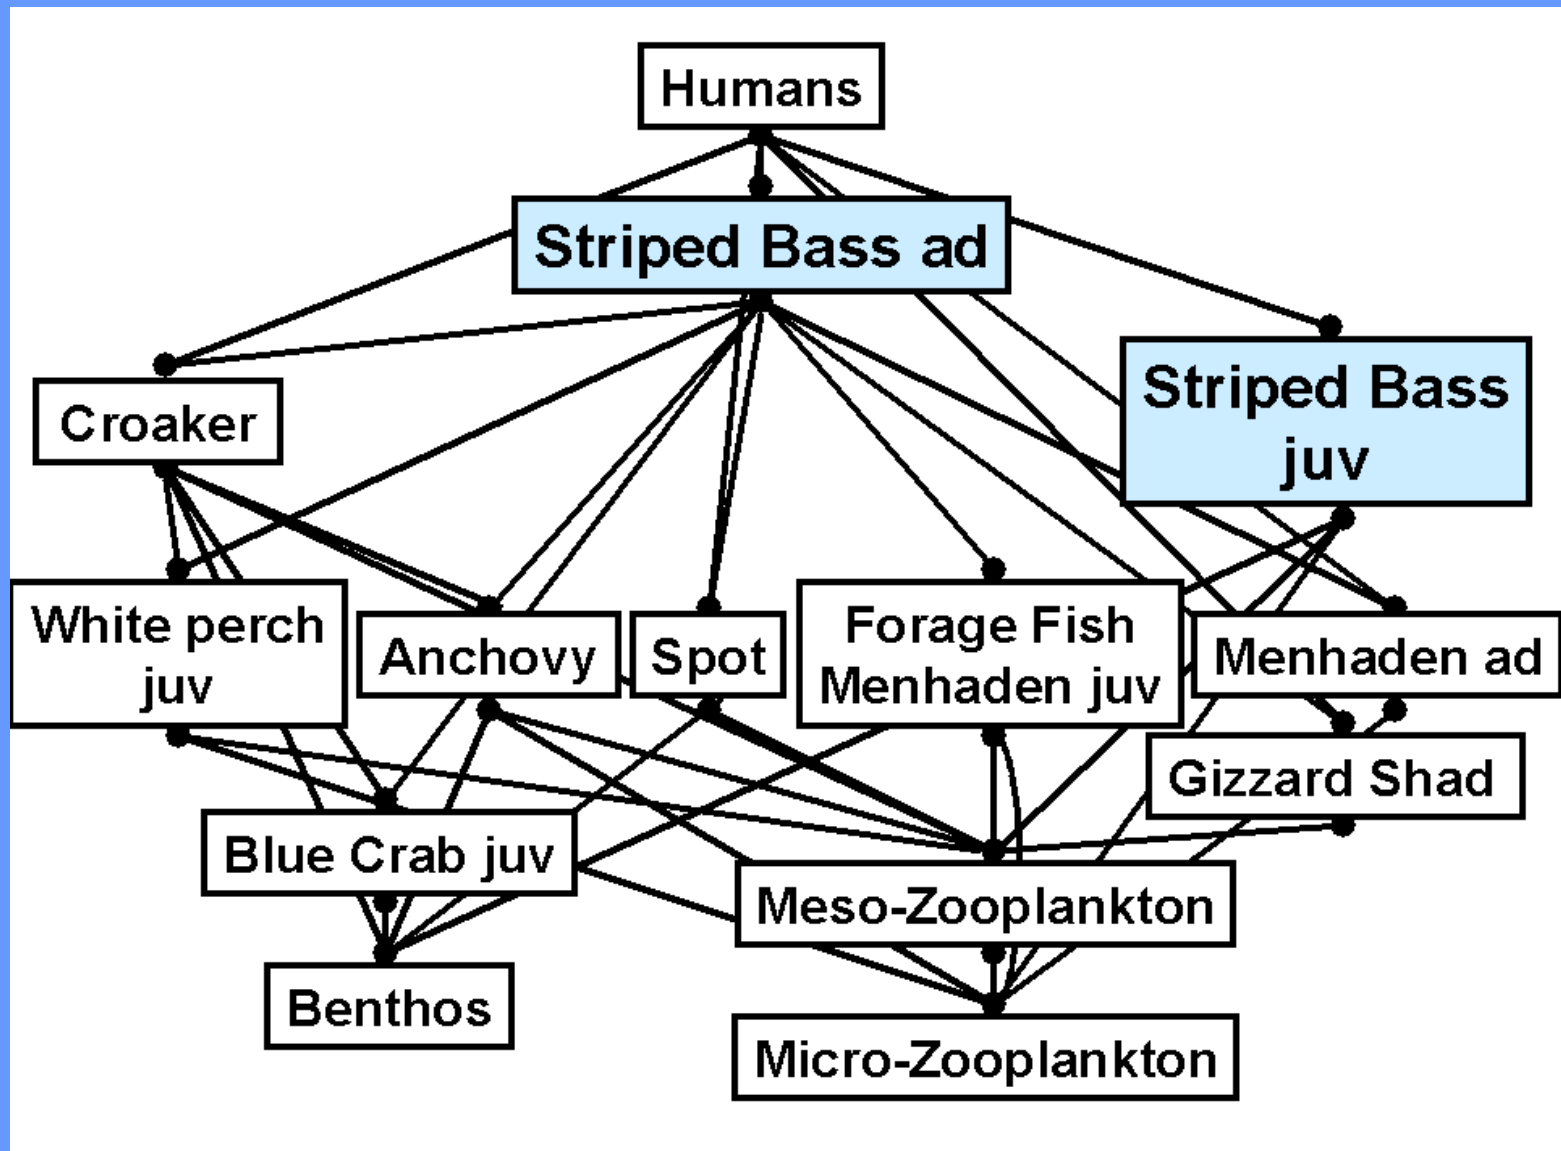 Humans
Striped Bass ad
Striped Bass
juv
Croaker
White perch
juv
Anchovy
Spot
Forage Fish
Menhaden juv
Menhaden ad
Gizzard Shad
Blue Crab juv
Meso-Zooplankton
Benthos
Micro-Zooplankton